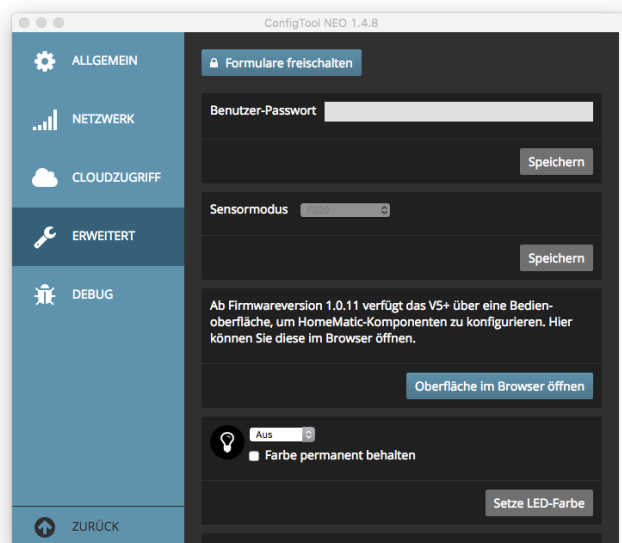 ConfigTool NEO 1.4.8
ALLGEMEIN
NETZWERK
CLOUDZUGRIFF
ERWEITERT
DEBUG
ZURÜCK
Formulare freischalten
Benutzer-Passwort
Speichern
Sensormodus FS20
Speichern
Ab Firmwareversion 1.0.11 verfügt das V5+ über eine Bedien-
oberfläche, um HomeMatic-Komponenten zu konfigurieren. Hier
können Sie diese im Browser öffnen.
Oberfläche im Browser öffnen
Aus
Farbe permanent behalten
Setze LED-Farbe